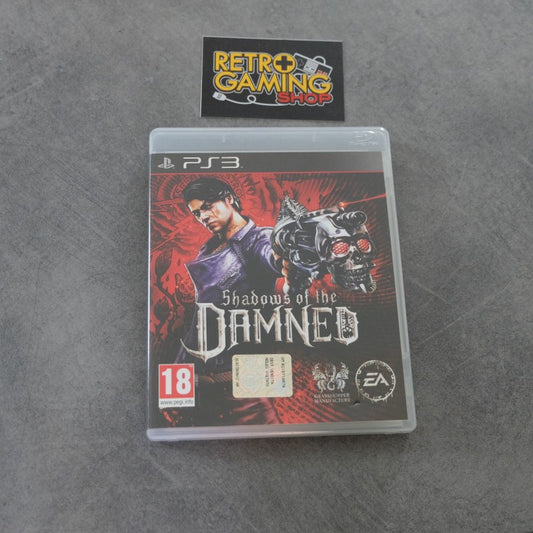 RETRO
GAMING
SHOP
PS3
Shadows of the
DAMNED
18
www.pegi.info
GRASSHOPPER
MANUFACTURE
EA